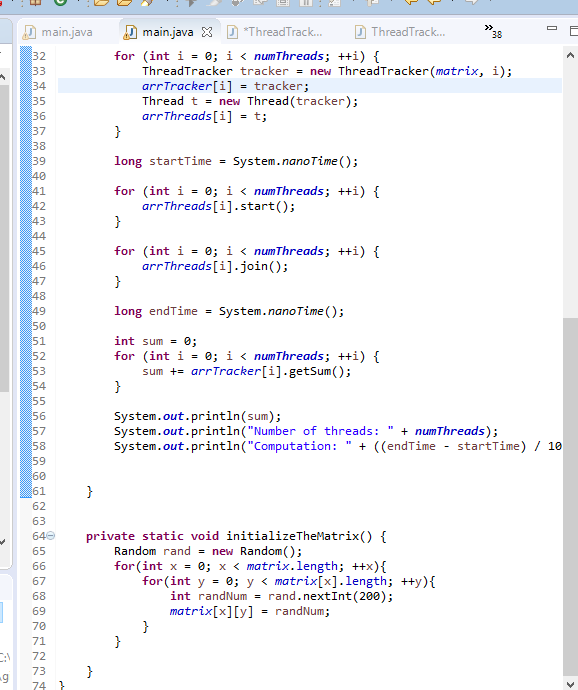 main.java
main.java
*ThreadTrack...
ThreadTrack...
38
32 for (int i = 0; i < numThreads; ++i) {
33 ThreadTracker tracker = new ThreadTracker(matrix, i);
34 arrTracker[i] = tracker;
35 Thread t = new Thread(tracker);
36 arrThreads[i] = t;
37 }
38
39 long startTime = System.nanoTime();
40
41 for (int i = 0; i < numThreads; ++i) {
42 arrThreads[i].start();
43 }
44
45 for (int i = 0; i < numThreads; ++i) {
46 arrThreads[i].join();
47 }
48
49 long endTime = System.nanoTime();
50
51 int sum = 0;
52 for (int i = 0; i < numThreads; ++i) {
53 sum += arrTracker[i].getSum();
54 }
55
56 System.out.println(sum);
57 System.out.println("Number of threads: " + numThreads);
58 System.out.println("Computation: " + ((endTime - startTime) / 10
59
60
61 }
62
63
64 private static void initializeTheMatrix() {
65 Random rand = new Random();
66 for(int x = 0; x < matrix.length; ++x){
67 for(int y = 0; y < matrix[x].length; ++y){
68 int randNum = rand.nextInt(200);
69 matrix[x][y] = randNum;
70 }
71 }
72
73 }
74 }
C:\
\g